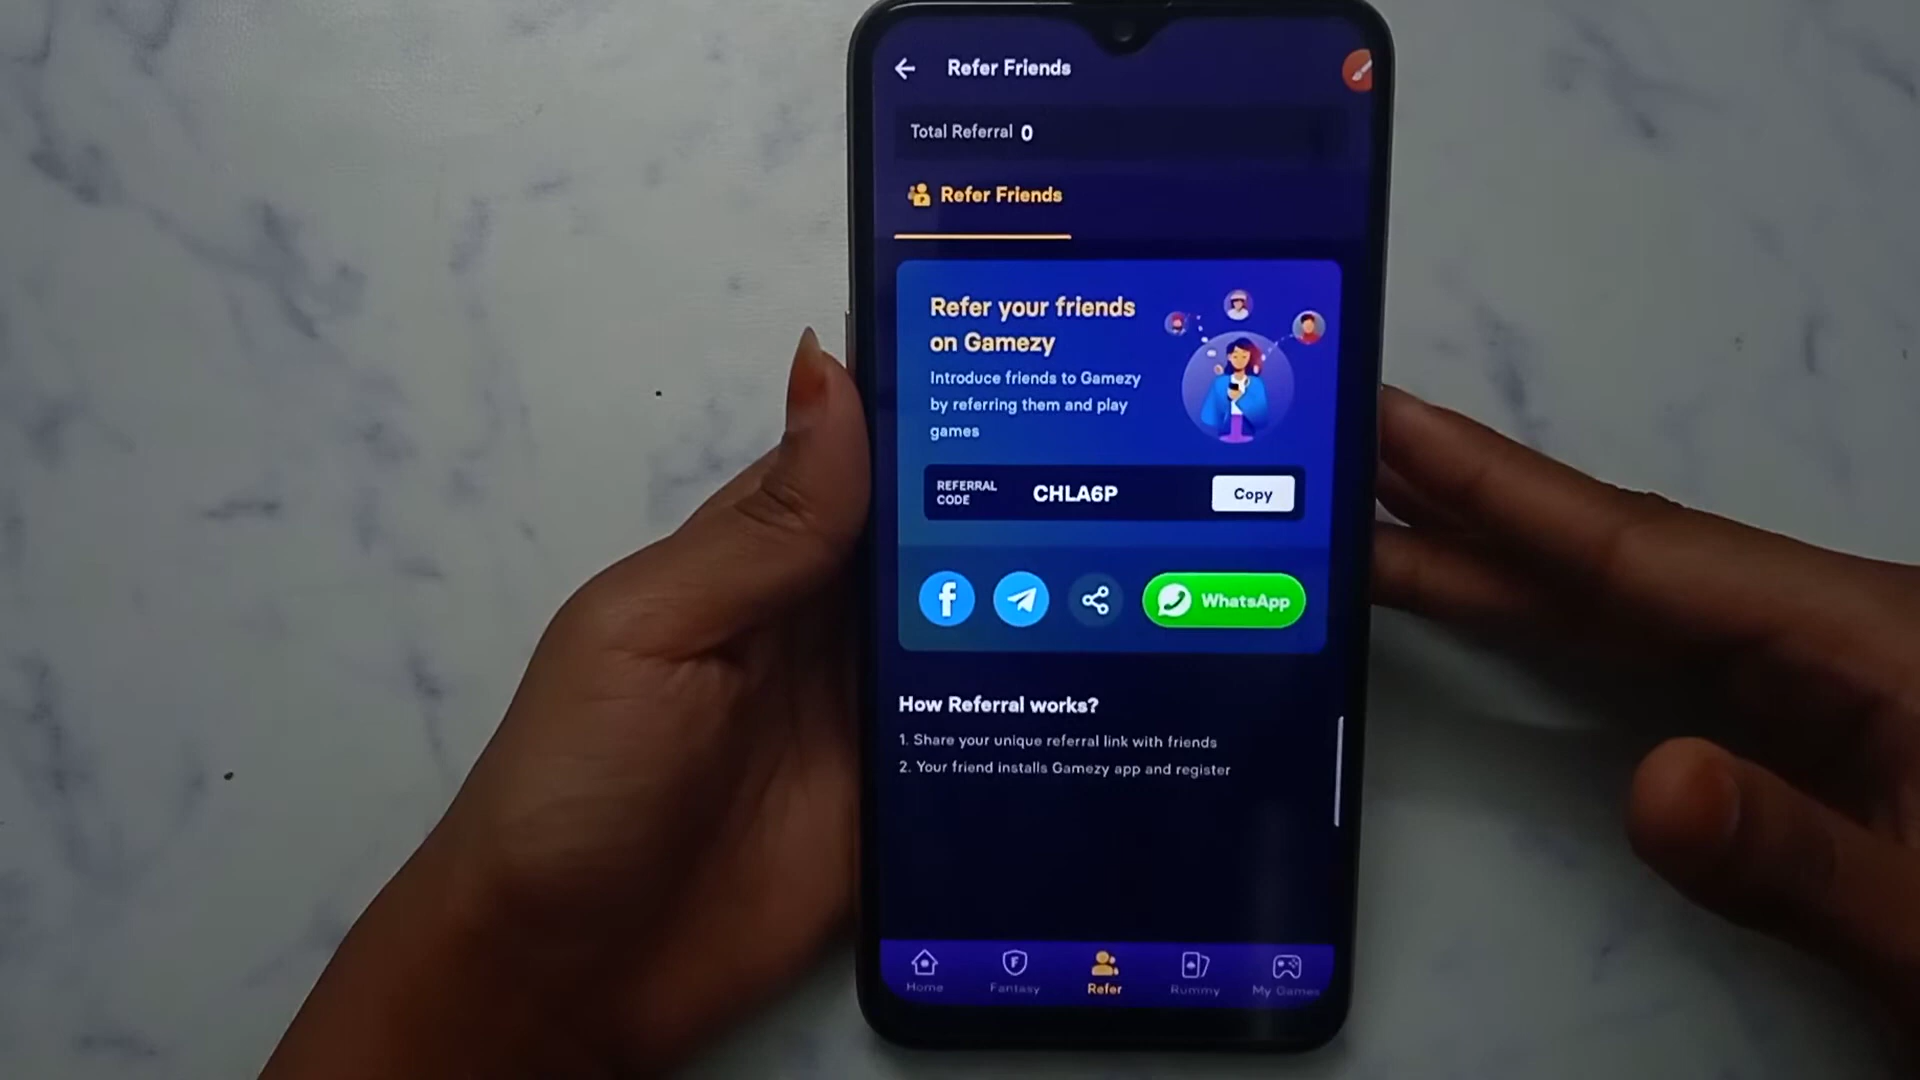 Refer Friends
Total Referral 0
Refer Friends
Refer your friends
on Gamezy
Introduce friends to Gamezy
by referring them and play
games
REFERRAL
CODE
CHLA6P
Copy
WhatsApp
How Referral works?
1. Share your unique referral link with friends
2. Your friend installs Gamezy app and register
Home
Fantasy
Refer
Rummy
My Games